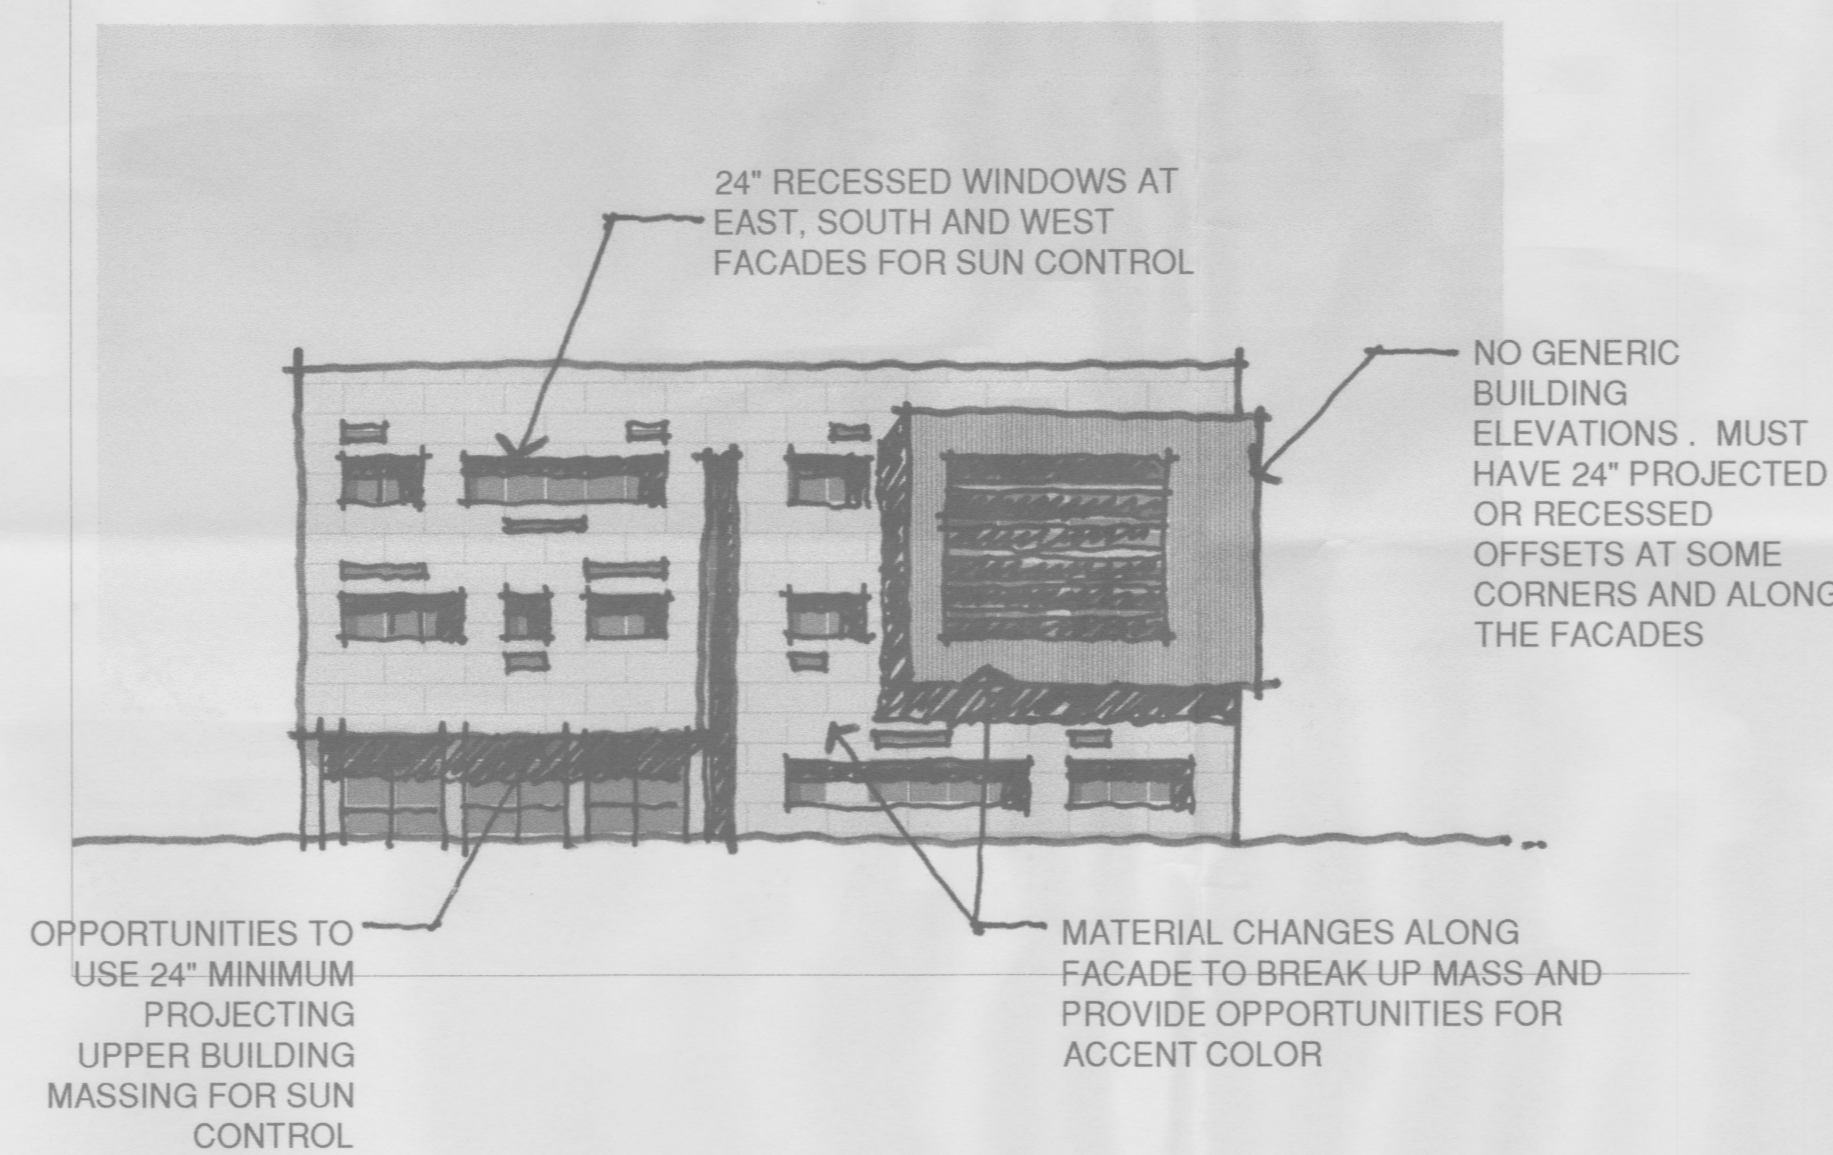 24" RECESSED WINDOWS AT
EAST, SOUTH AND WEST
FACADES FOR SUN CONTROL
NO GENERIC
BUILDING
ELEVATIONS . MUST
HAVE 24" PROJECTED
OR RECESSED
OFFSETS AT SOME
CORNERS AND ALONG
THE FACADES
OPPORTUNITIES TO
USE 24" MINIMUM
PROJECTING
UPPER BUILDING
MASSING FOR SUN
CONTROL
MATERIAL CHANGES ALONG
FACADE TO BREAK UP MASS AND
PROVIDE OPPORTUNITIES FOR
ACCENT COLOR